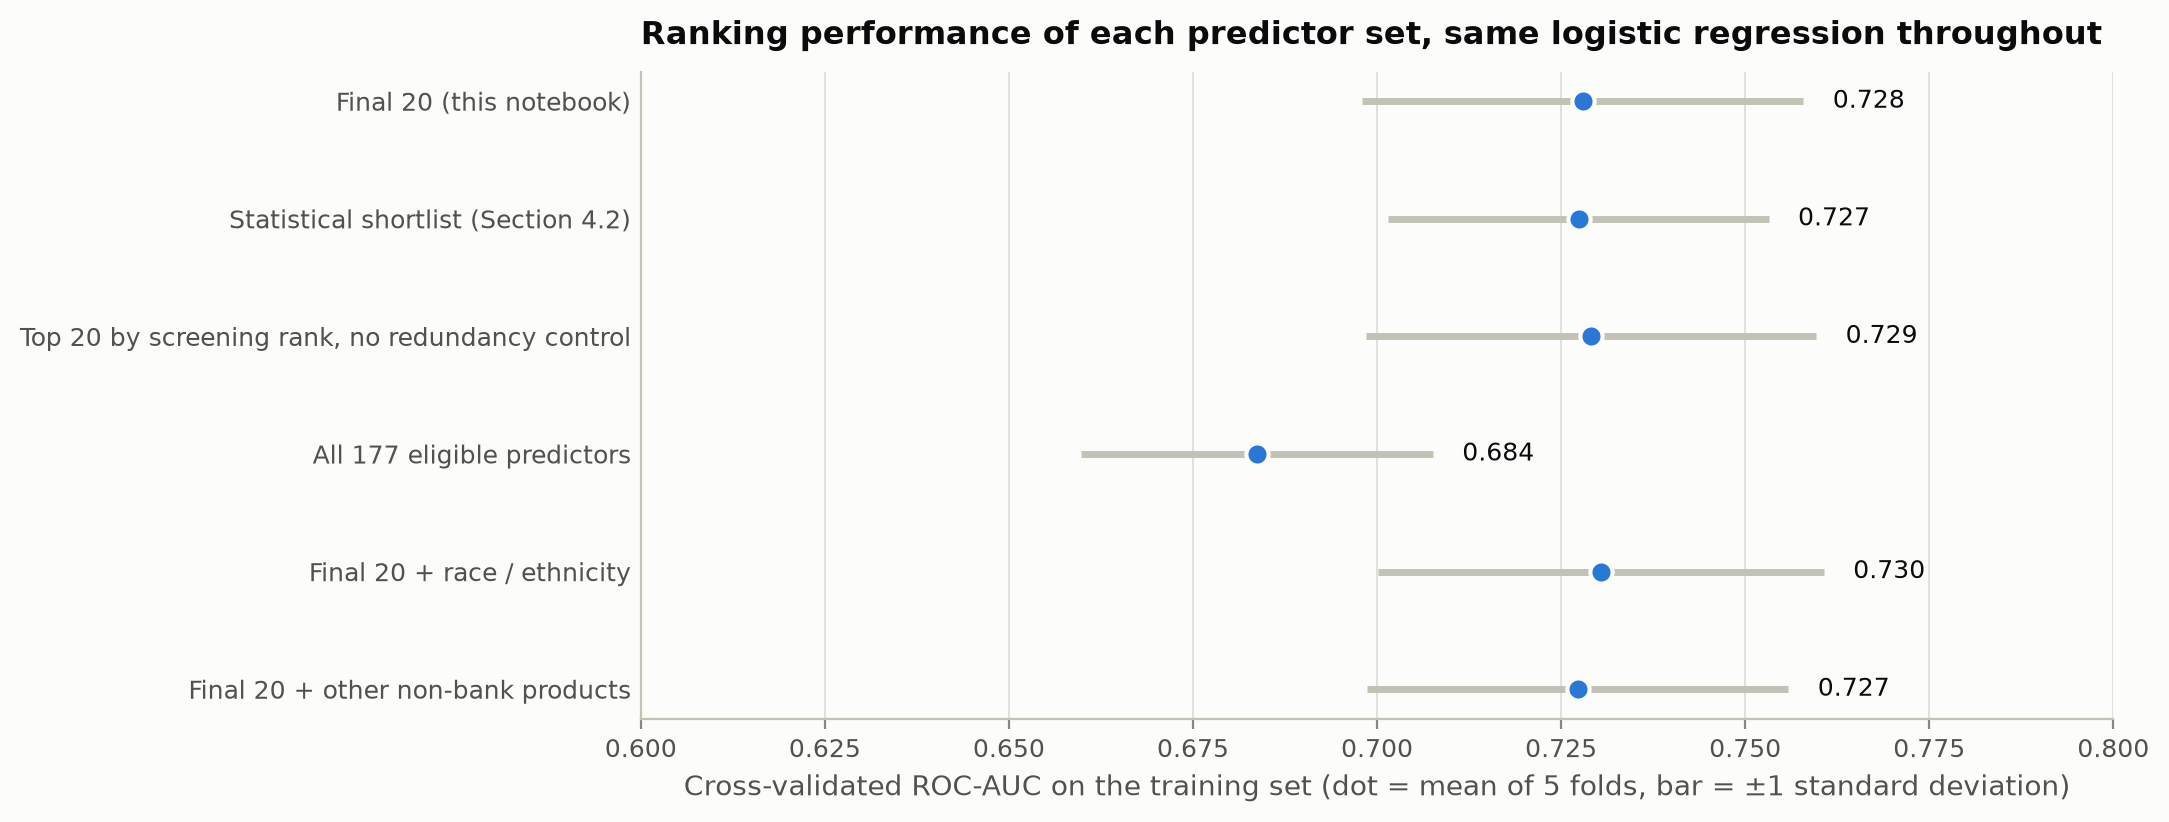 Ranking performance of each predictor set, same logistic regression throughout
Final 20 (this notebook)
0.728
Statistical shortlist (Section 4.2)
0.727
Top 20 by screening rank, no redundancy control
0.729
All 177 eligible predictors
0.684
Final 20 + race / ethnicity
0.730
Final 20 + other non-bank products
0.727
0.600 0.625 0.650 0.675 0.700 0.725 0.750 0.775 0.800
Cross-validated ROC-AUC on the training set (dot = mean of 5 folds, bar = ±1 standard deviation)